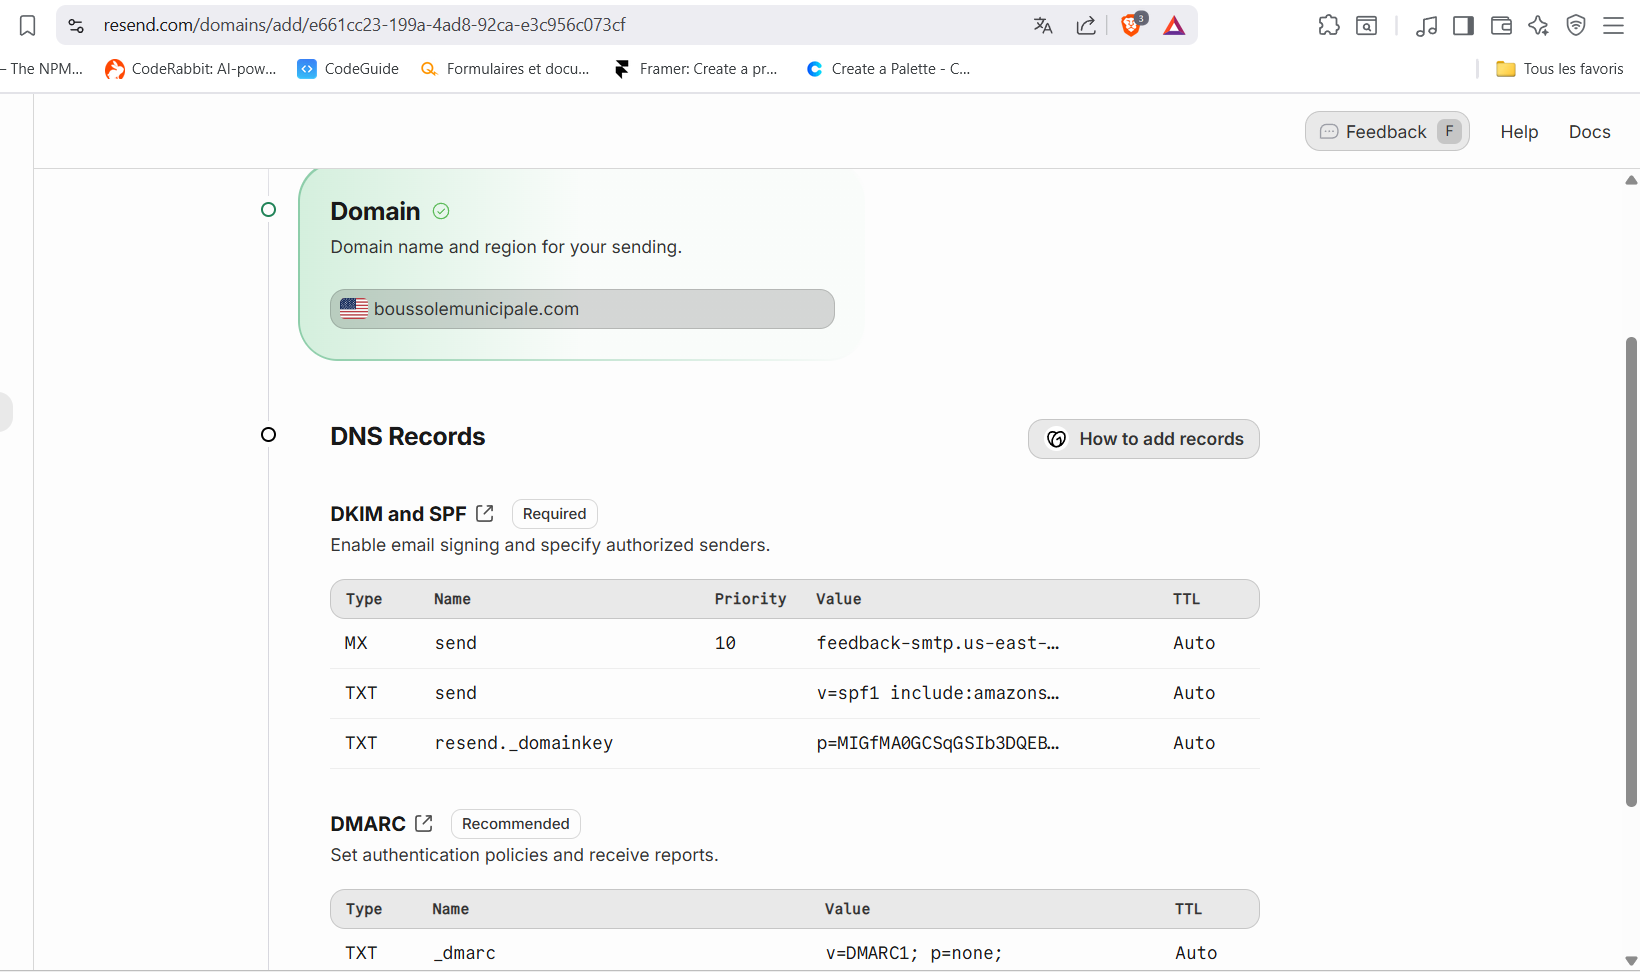 resend.com/domains/add/e661cc23-199a-4ad8-92ca-e3c956c073cf
3
– The NPM...
CodeRabbit: AI-pow...
CodeGuide
Formulaires et docu...
Framer: Create a pr...
Create a Palette - C...
Tous les favoris
Feedback F
Help
Docs
Domain
Domain name and region for your sending.
boussolemunicipale.com
DNS Records
How to add records
DKIM and SPF Required
Enable email signing and specify authorized senders.
Type Name Priority Value TTL
MX send 10 feedback-smtp.us-east-… Auto
TXT send v=spf1 include:amazons… Auto
TXT resend._domainkey p=MIGfMA0GCSqGSIb3DQEB… Auto
DMARC Recommended
Set authentication policies and receive reports.
Type Name Value TTL
TXT _dmarc v=DMARC1; p=none; Auto